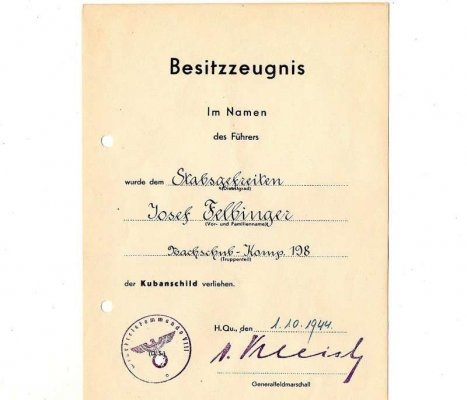 Besitzzeugnis
Im Namen
des Führers
wurde dem Stabsgefreiten
(Dienstgrad)
Josef Felbinger
(Vor- und Familienname)
Nachschub-Komp. 198
(Truppenteil)
der Kubanschild verliehen.
H.Qu., den 1.10.1944
v. Kleist
Generalfeldmarschall